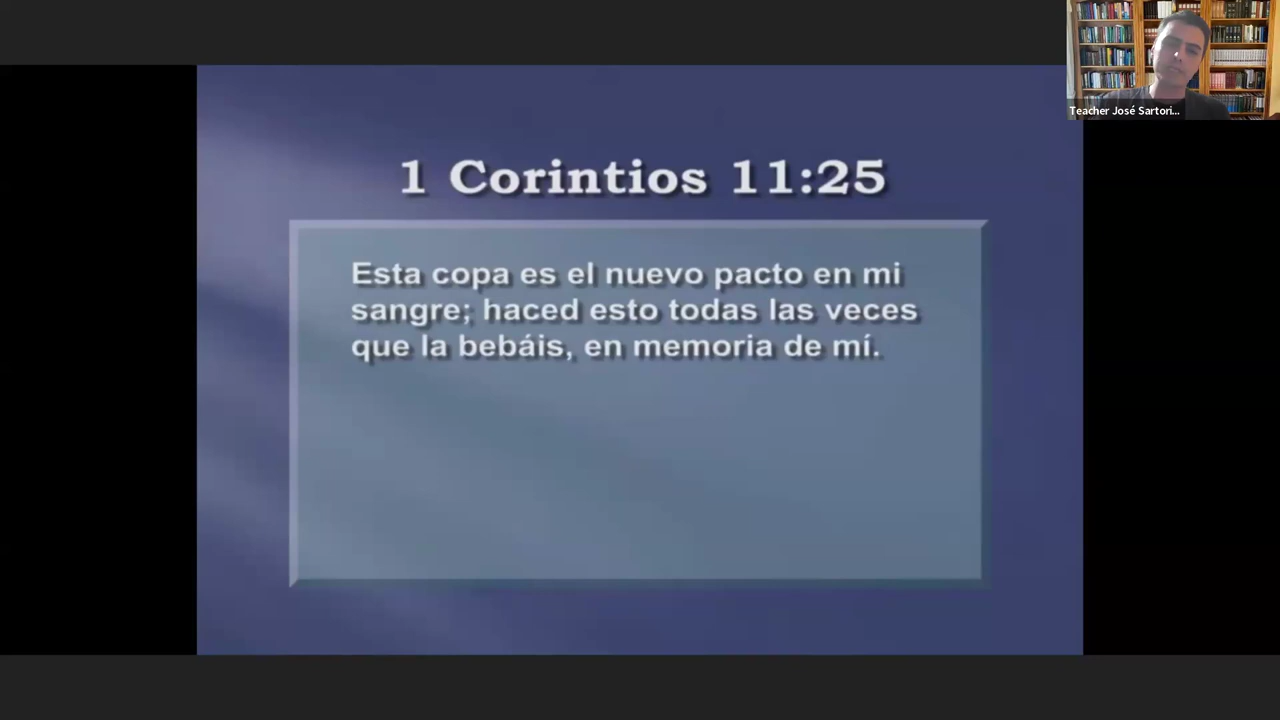 Teacher José Sartori...
1 Corintios 11:25
Esta copa es el nuevo pacto en mi
sangre; haced esto todas las veces
que la bebáis, en memoria de mí.